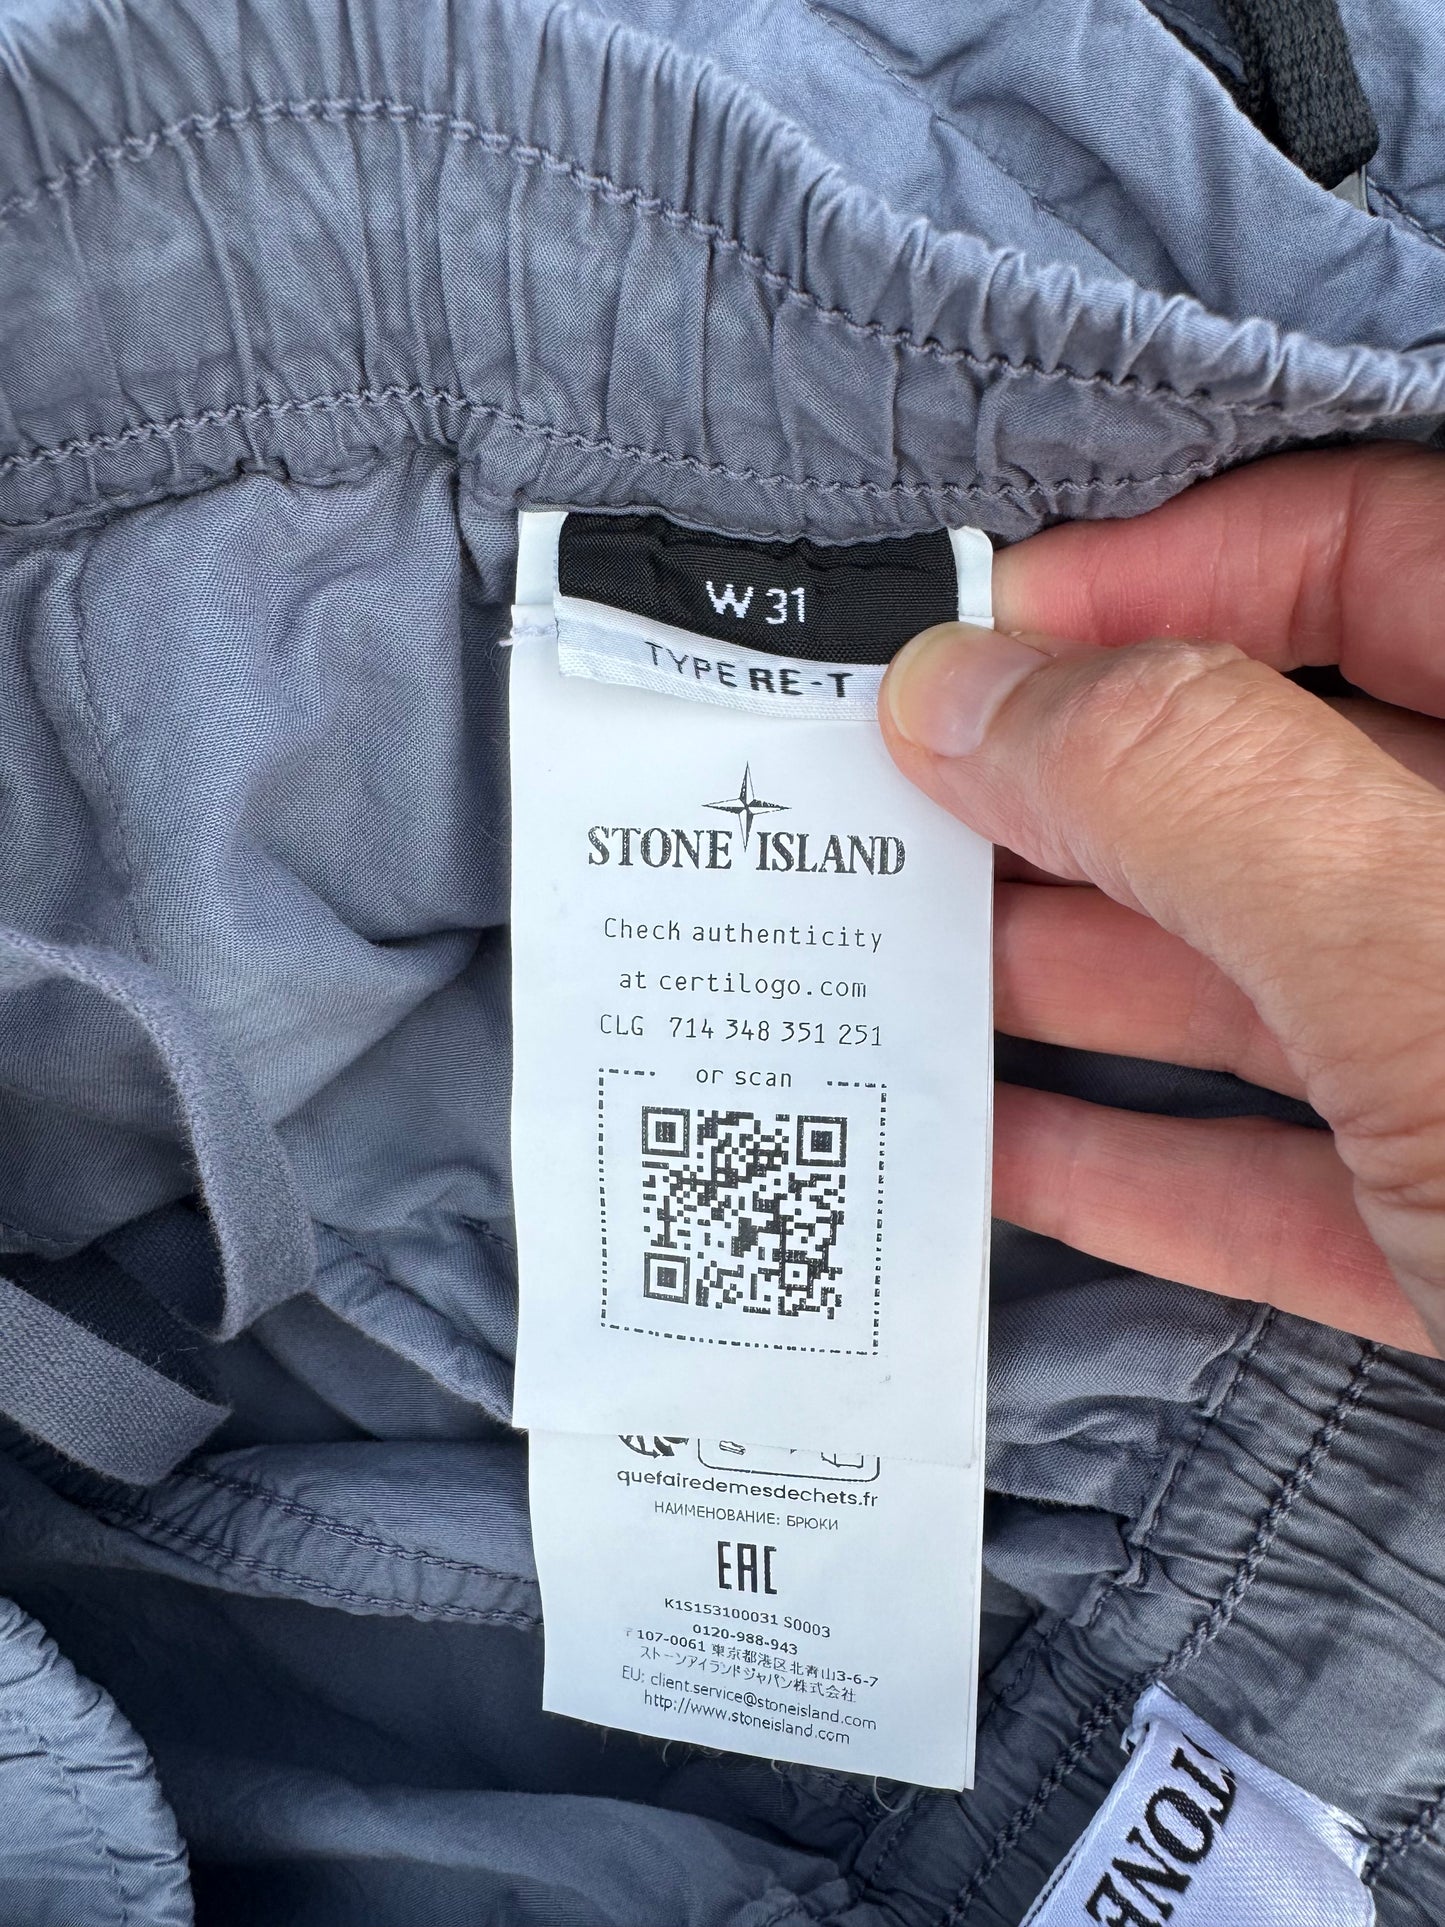 W 31
TYPE RE-T
STONE ISLAND
Check authenticity
at certilogo.com
CLG 714 348 351 251
or scan
quefairedemesdechets.fr
НАИМЕНОВАНИЕ: БРЮКИ
EAC
K1S153100031 S0003
0120-988-943
〒107-0061 東京都港区北青山3-6-7
ストーンアイランドジャパン株式会社
EU: client.service@stoneisland.com
http://www.stoneisland.com
STONE